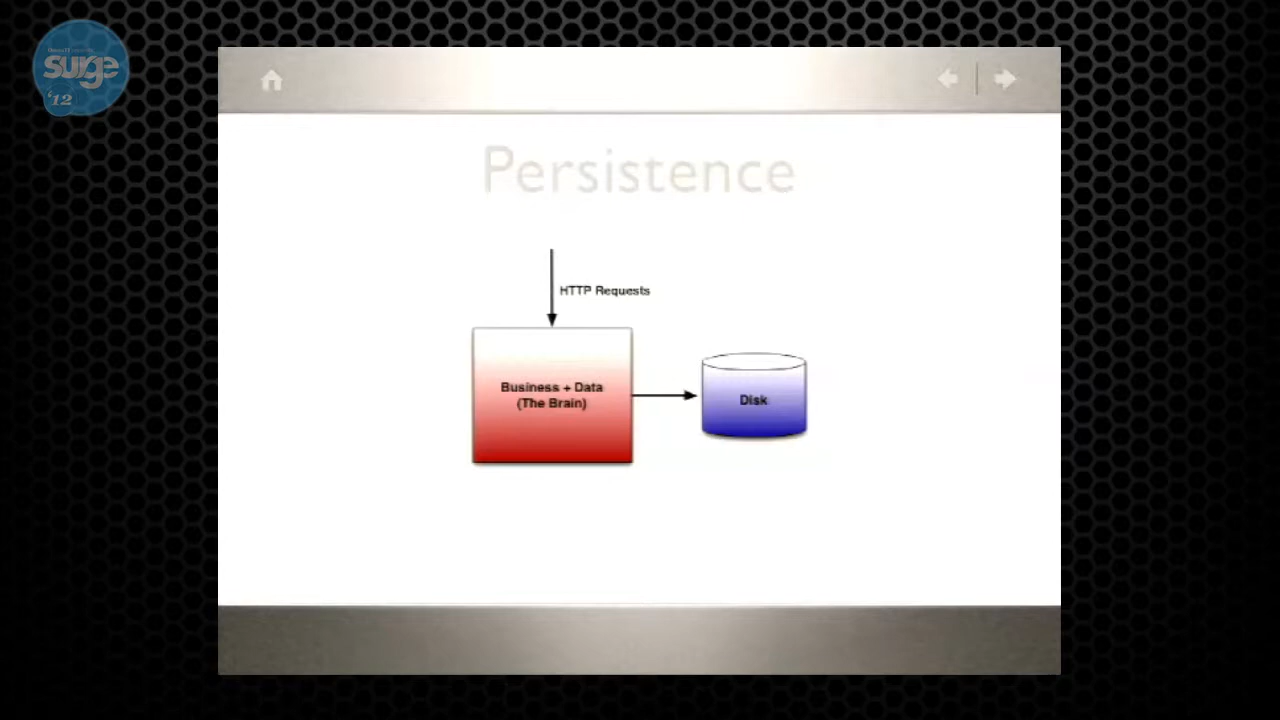 surge
'12
Persistence
HTTP Requests
Business + Data
(The Brain)
Disk